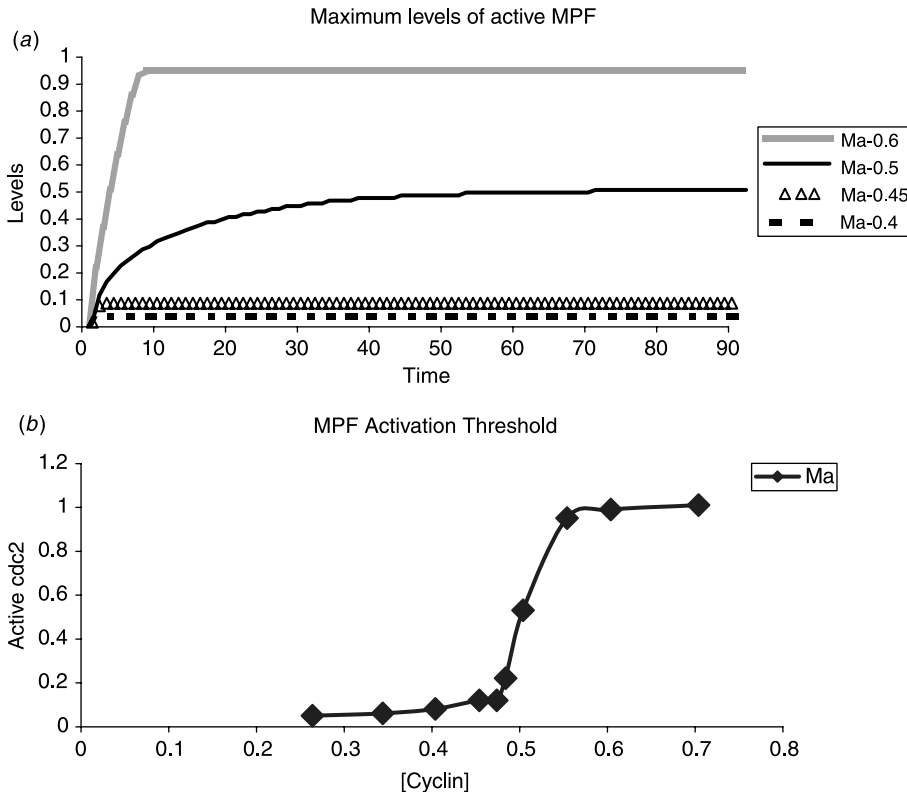 Maximum levels of active MPF
(a)
1
0.9
0.8
0.7
0.6
0.5
0.4
0.3
0.2
0.1
0
Levels
0 10 20 30 40 50 60 70 80 90
Time
Ma-0.6
Ma-0.5
Ma-0.45
Ma-0.4
(b)
MPF Activation Threshold
1.2
1
0.8
0.6
0.4
0.2
0
Active cdc2
0 0.1 0.2 0.3 0.4 0.5 0.6 0.7 0.8
[Cyclin]
Ma